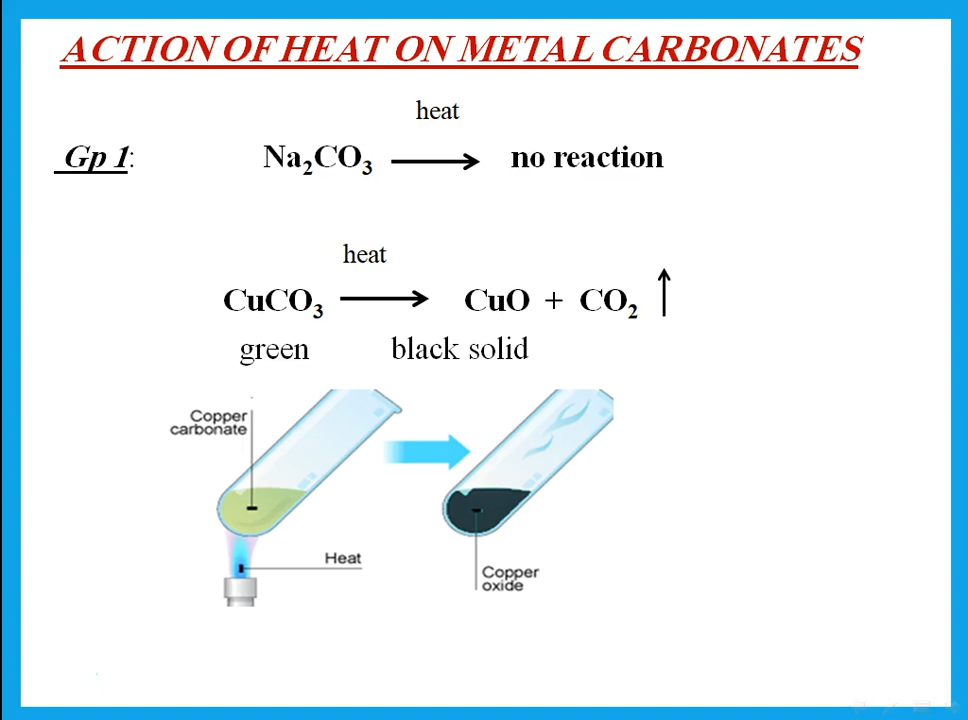 ACTION OF HEAT ON METAL CARBONATES
heat
Gp 1: Na₂CO₃ ⟶ no reaction
heat
CuCO₃ ⟶ CuO + CO₂ ↑
green black solid
Copper
carbonate
Heat
Copper
oxide